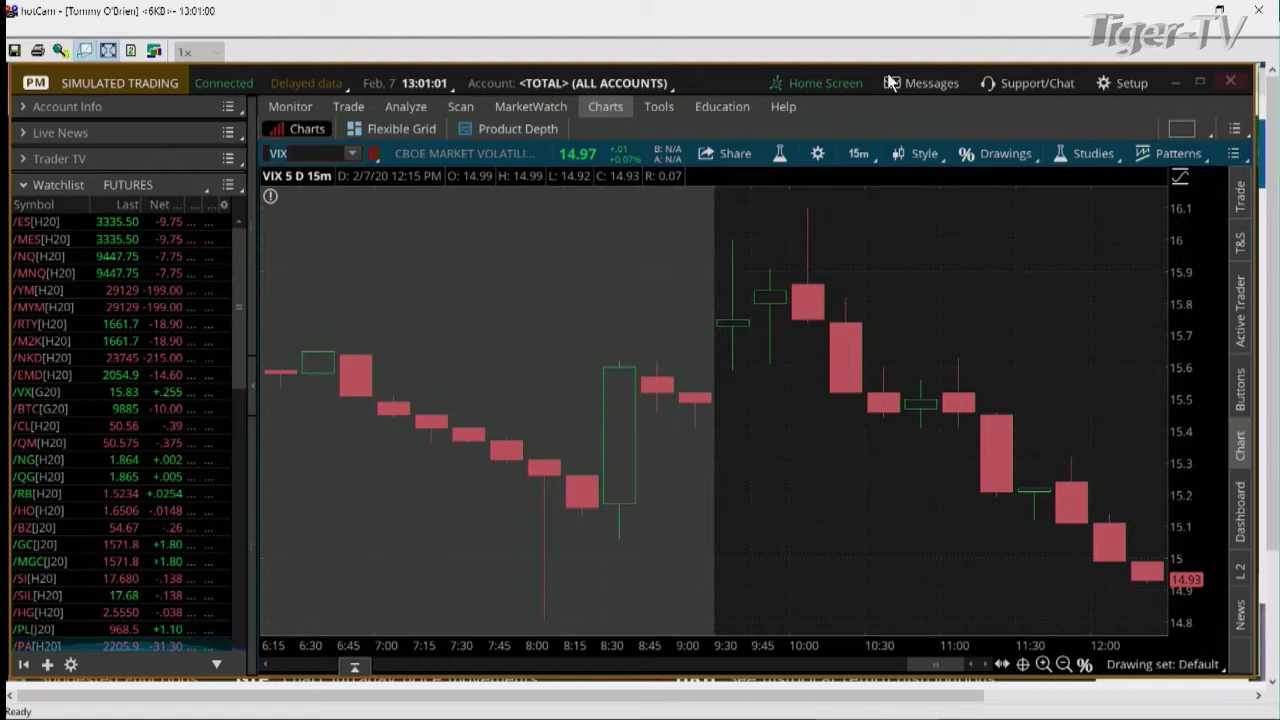 hotCam - [Tommy O'Brien] <6KB>- 13:01:00
Tiger-TV
1x
PM SIMULATED TRADING Connected Delayed data Feb, 7 13:01:01 Account: <TOTAL> (ALL ACCOUNTS) Home Screen Messages Support/Chat Setup
Account Info
Live News
Trader TV
Watchlist FUTURES
Symbol Last Net ... ... ...
/ES[H20] 3335.50 -9.75 ... ...
/MES[H20] 3335.50 -9.75 ... ...
/NQ[H20] 9447.75 -7.75 ... ...
/MNQ[H20] 9447.75 -7.75 ... ...
/YM[H20] 29129 -199.00 ... ...
/MYM[H20] 29129 -199.00 ... ...
/RTY[H20] 1661.7 -18.90 ... ...
/M2K[H20] 1661.7 -18.90 ... ...
/NKD[H20] 23745 -215.00 ... ...
/EMD[H20] 2054.9 -14.60 ... ...
/VX[G20] 15.83 +.255 ... ...
/BTC[G20] 9885 -10.00 ... ...
/CL[H20] 50.56 -.39 ... ...
/QM[H20] 50.575 -.375 ... ...
/NG[H20] 1.864 +.002 ... ...
/QG[H20] 1.865 +.005 ... ...
/RB[H20] 1.5234 +.0254 ... ...
/HO[H20] 1.6506 -.0148 ... ...
/BZ[J20] 54.67 -.26 ... ...
/GC[J20] 1571.8 +1.80 ... ...
/MGC[J20] 1571.8 +1.80 ... ...
/SI[H20] 17.680 -.138 ... ...
/SIL[H20] 17.68 -.138 ... ...
/HG[H20] 2.5550 -.038 ... ...
/PL[J20] 968.5 +1.10 ... ...
/PA[H20] 2205.9 -31.30 ... ...
Monitor Trade Analyze Scan MarketWatch Charts Tools Education Help
Charts Flexible Grid Product Depth
VIX CBOE MARKET VOLATILI... 14.97 +.01 +0.07% B: N/A A: N/A Share 15m Style Drawings Studies Patterns
VIX 5 D 15m D: 2/7/20 12:15 PM O: 14.99 H: 14.99 L: 14.92 C: 14.93 R: 0.07
16.1
16
15.9
15.8
15.7
15.6
15.5
15.4
15.3
15.2
15.1
15
14.93
14.9
14.8
6:15 6:30 6:45 7:00 7:15 7:30 7:45 8:00 8:15 8:30 8:45 9:00 9:30 9:45 10:00 10:30 11:00 11:30 12:00
Drawing set: Default
Trade
T&S
Active Trader
Buttons
Chart
Dashboard
L2
News
Ready